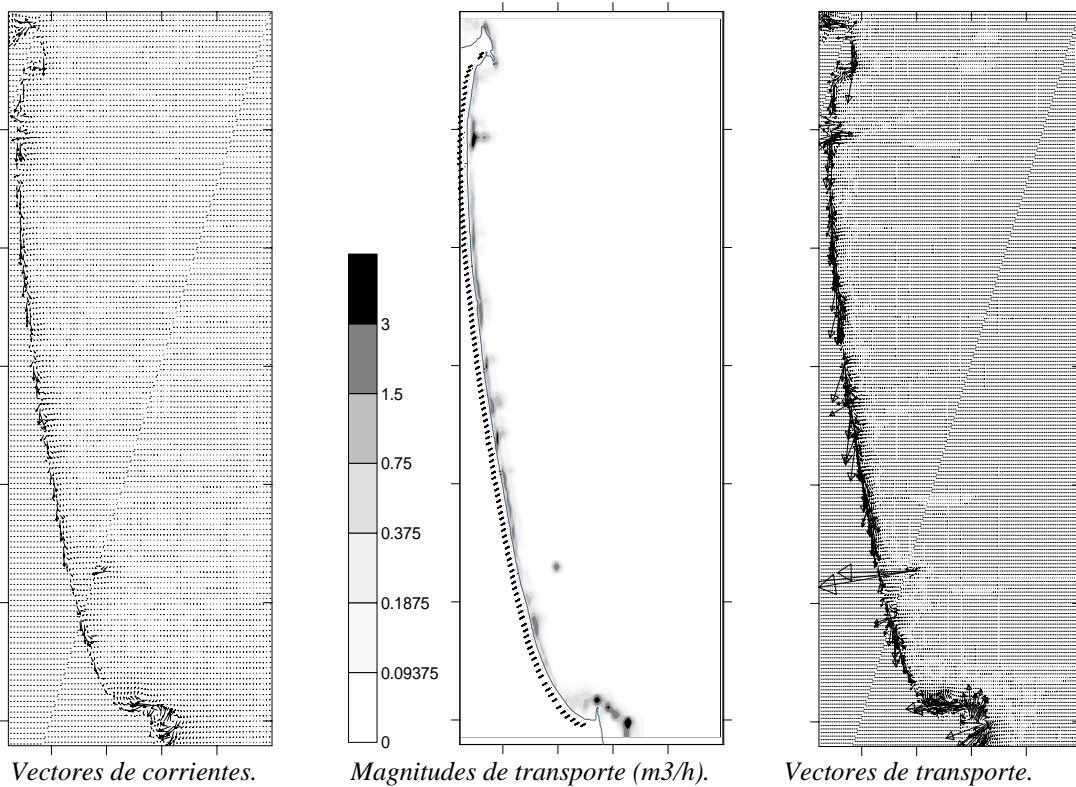 3
1.5
0.75
0.375
0.1875
0.09375
0
Vectores de corrientes.
Magnitudes de transporte (m3/h).
Vectores de transporte.